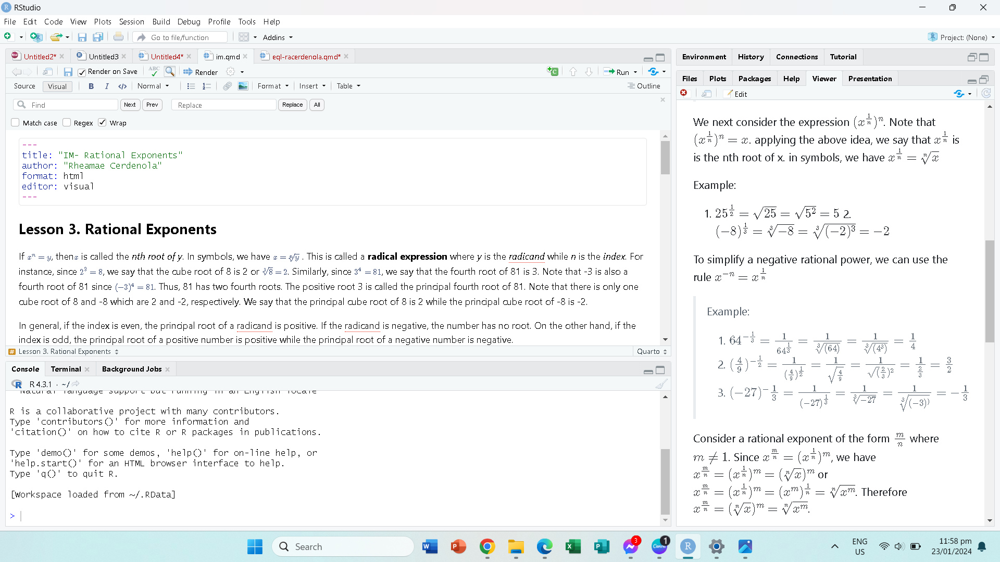 RStudio
File Edit Code View Plots Session Build Debug Profile Tools Help
Go to file/function Addins Project: (None)
Untitled2* Untitled3 Untitled4* im.qmd eql-racerdenola.qmd*
Render on Save ABC Render Run
Source Visual B I </> Normal Format Insert Table Outline
Find Next Prev Replace Replace All
Match case Regex Wrap
---
title: "IM- Rational Exponents"
author: "Rheamae Cerdenola"
format: html
editor: visual
---
Lesson 3. Rational Exponents
If $x^n = y$, then $x$ is called the nth root of y. In symbols, we have $x = \sqrt[n]{y}$ . This is called a radical expression where y is the radicand while n is the index. For
instance, since $2^3 = 8$, we say that the cube root of 8 is 2 or $\sqrt[3]{8} = 2$. Similarly, since $3^4 = 81$, we say that the fourth root of 81 is 3. Note that -3 is also a
fourth root of 81 since $(-3)^4 = 81$. Thus, 81 has two fourth roots. The positive root 3 is called the principal fourth root of 81. Note that there is only one
cube root of 8 and -8 which are 2 and -2, respectively. We say that the principal cube root of 8 is 2 while the principal cube root of -8 is -2.
In general, if the index is even, the principal root of a radicand is positive. If the radicand is negative, the number has no root. On the other hand, if the
index is odd, the principal root of a positive number is positive while the principal root of a negative number is negative.
# Lesson 3. Rational Exponents Quarto
Console Terminal Background Jobs
R 4.3.1 · ~/
Natural language support but running in an English locale
R is a collaborative project with many contributors.
Type 'contributors()' for more information and
'citation()' on how to cite R or R packages in publications.
Type 'demo()' for some demos, 'help()' for on-line help, or
'help.start()' for an HTML browser interface to help.
Type 'q()' to quit R.
[Workspace loaded from ~/.RData]
>
Environment History Connections Tutorial
Files Plots Packages Help Viewer Presentation
Edit
We next consider the expression $(x^{\frac{1}{n}})^n$. Note that
$(x^{\frac{1}{n}})^n = x$. applying the above idea, we say that $x^{\frac{1}{n}}$ is
is the nth root of x. in symbols, we have $x^{\frac{1}{n}} = \sqrt[n]{x}$
Example:
1. $25^{\frac{1}{2}} = \sqrt{25} = \sqrt{5^2} = 5$ 2.
$(-8)^{\frac{1}{3}} = \sqrt[3]{-8} = \sqrt[3]{(-2)^3} = -2$
To simplify a negative rational power, we can use the
rule $x^{-n} = x^{\frac{1}{n}}$
Example:
1. $64^{-\frac{1}{3}} = \frac{1}{64^{\frac{1}{3}}} = \frac{1}{\sqrt[3]{(64)}} = \frac{1}{\sqrt[3]{(4^3)}} = \frac{1}{4}$
2. $(\frac{4}{9})^{-\frac{1}{2}} = \frac{1}{(\frac{4}{9})^{\frac{1}{2}}} = \frac{1}{\sqrt{\frac{4}{9}}} = \frac{1}{\sqrt{(}\frac{2}{3})^2} = \frac{1}{\frac{2}{3}} = \frac{3}{2}$
3. $(-27)^{-}\frac{1}{3} = \frac{1}{(-27)^{\frac{1}{3}}} = \frac{1}{\sqrt[3]{-27}} = \frac{1}{\sqrt[3]{(-3))}} = -\frac{1}{3}$
Consider a rational exponent of the form $\frac{m}{n}$ where
$m \neq 1$. Since $x^{\frac{m}{n}} = (x^{\frac{1}{n}})^m$, we have
$x^{\frac{m}{n}} = (x^{\frac{1}{n}})^m = (\sqrt[n]{x})^m$ or
$x^{\frac{m}{n}} = (x^{\frac{1}{n}})^m = (x^m)^{\frac{1}{n}} = \sqrt[n]{x^m}$. Therefore
$x^{\frac{m}{n}} = (\sqrt[n]{x})^m = \sqrt[n]{x^m}$.
Search 3 Canva 1 ENG 11:58 pm
US 23/01/2024